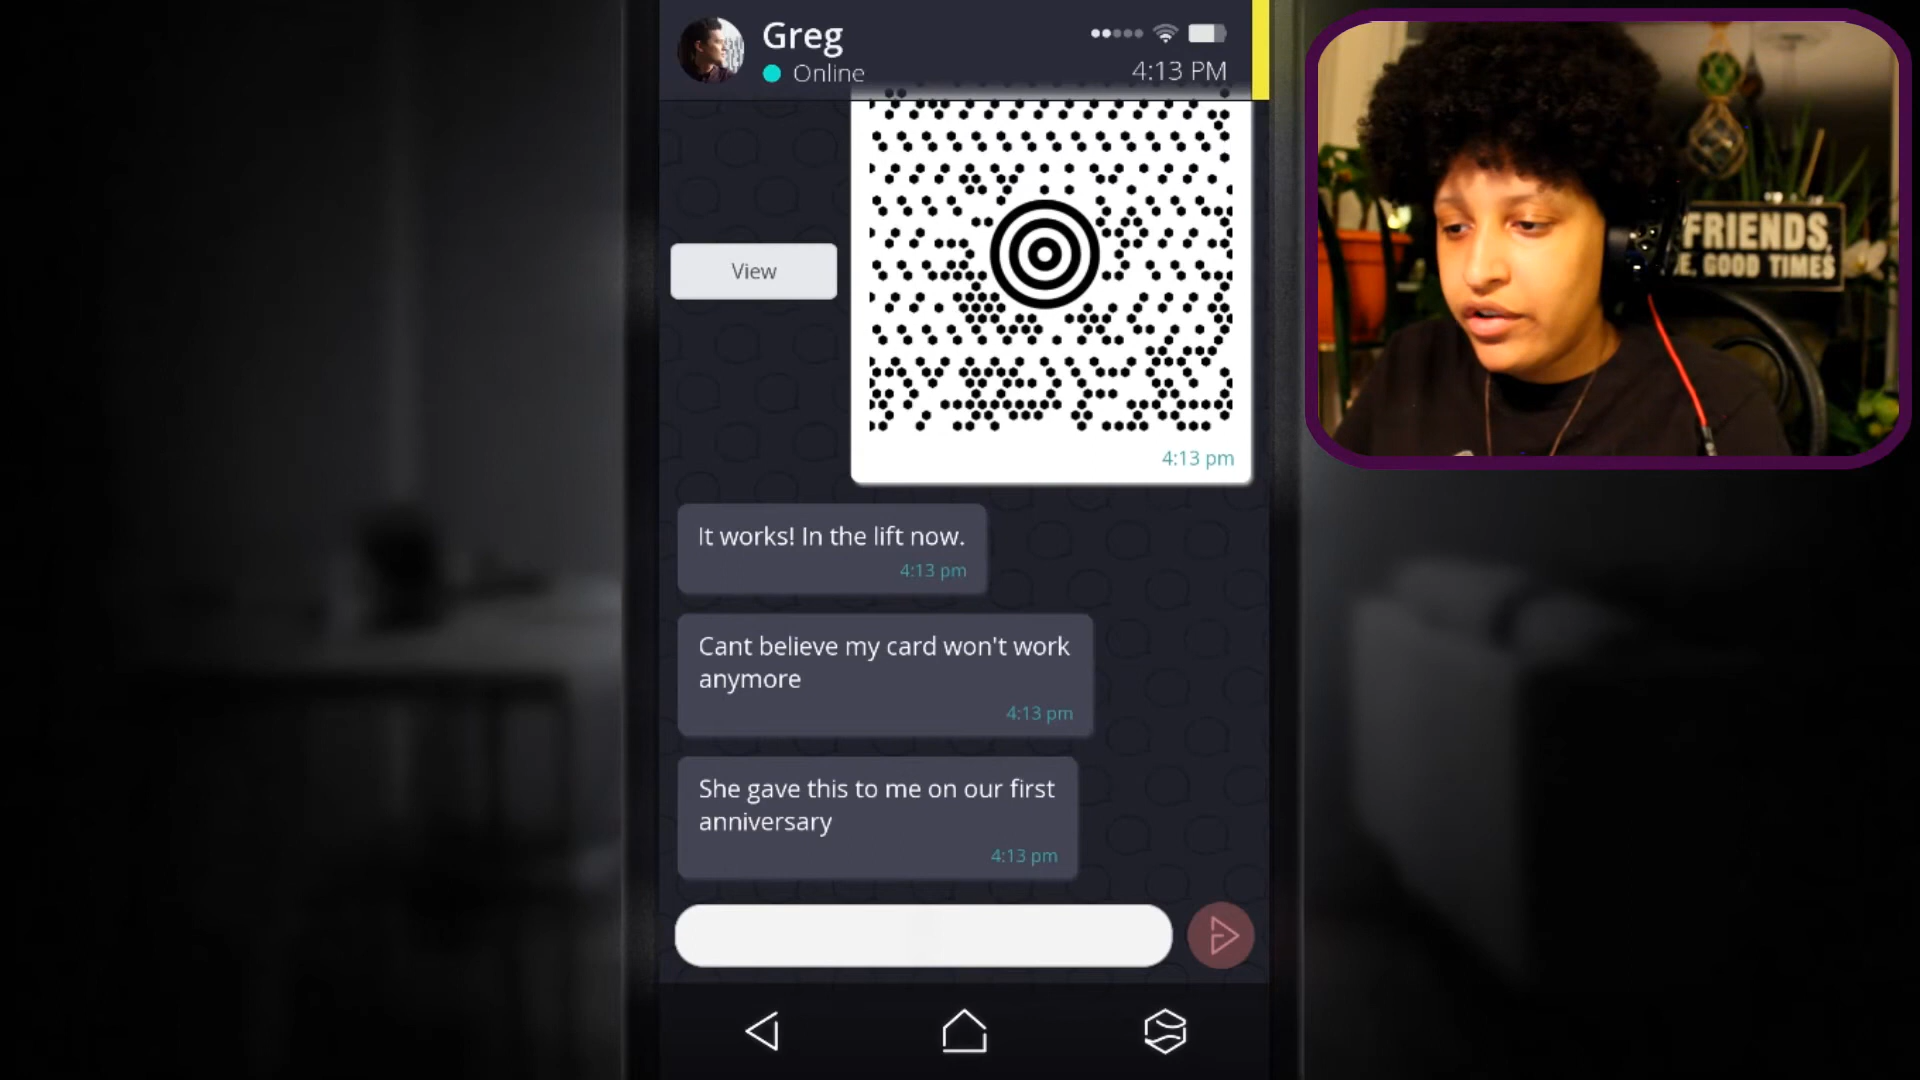 Greg
Online
4:13 PM
View
4:13 pm
It works! In the lift now.
4:13 pm
Cant believe my card won't work
anymore
4:13 pm
She gave this to me on our first
anniversary
4:13 pm
FRIENDS,
GOOD TIMES